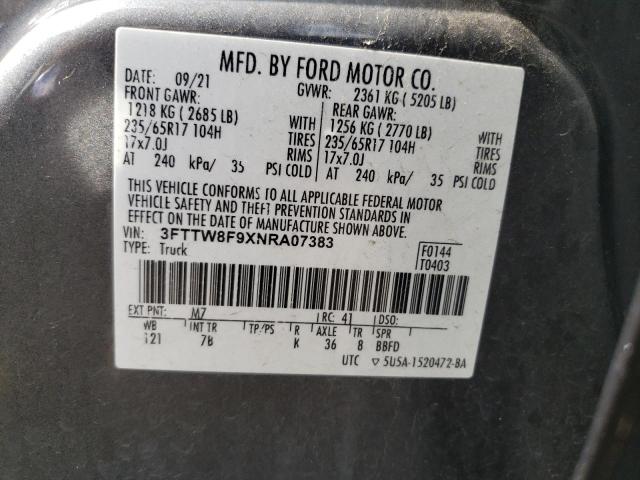 MFD. BY FORD MOTOR CO.
DATE: 09/21 GVWR: 2361 KG ( 5205 LB)
FRONT GAWR: REAR GAWR:
1218 KG ( 2685 LB) WITH 1256 KG ( 2770 LB) WITH
235/65R17 104H TIRES 235/65R17 104H TIRES
17x7.0J RIMS 17x7.0J RIMS
AT 240 kPa/ 35 PSI COLD AT 240 kPa/ 35 PSI COLD
THIS VEHICLE CONFORMS TO ALL APPLICABLE FEDERAL MOTOR
VEHICLE SAFETY AND THEFT PREVENTION STANDARDS IN
EFFECT ON THE DATE OF MANUFACTURE SHOWN ABOVE.
VIN: 3FTTW8F9XNRA07383
TYPE: Truck F0144
T0403
EXT PNT: M7 RC: 41 DSO:
WB INT TR TP/PS R AXLE TR SPR
121 7B K 36 8 BBFD
UTC ▽ 5U5A-1520472-BA